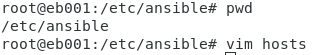 root@eb001:/etc/ansible# pwd
/etc/ansible
root@eb001:/etc/ansible# vim hosts